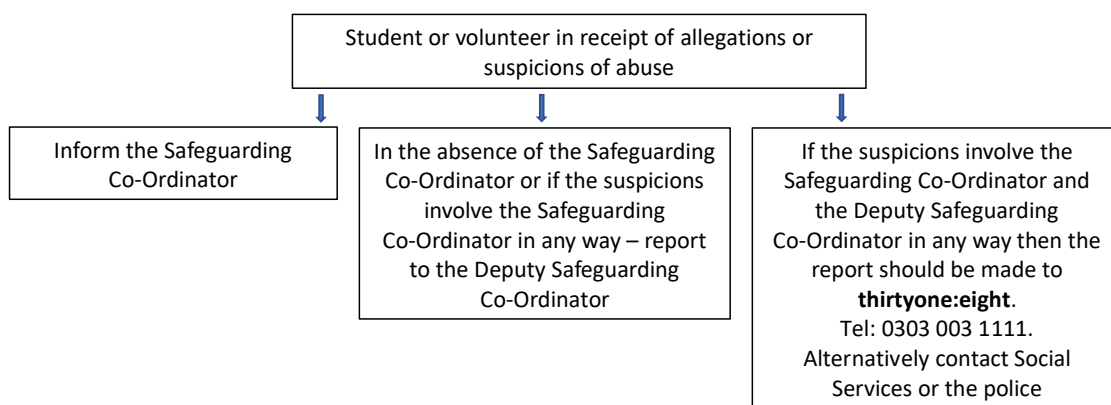 Student or volunteer in receipt of allegations or
suspicions of abuse
Inform the Safeguarding
Co-Ordinator
In the absence of the Safeguarding
Co-Ordinator or if the suspicions
involve the Safeguarding
Co-Ordinator in any way – report
to the Deputy Safeguarding
Co-Ordinator
If the suspicions involve the
Safeguarding Co-Ordinator and
the Deputy Safeguarding
Co-Ordinator in any way then the
report should be made to
thirtyone:eight.
Tel: 0303 003 1111.
Alternatively contact Social
Services or the police